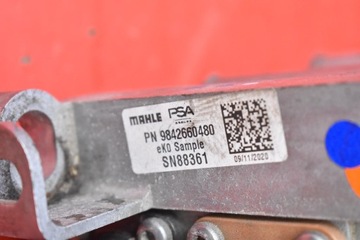 MAHLE PSA
PN 9842660480
eK0 Sample
SN88361
09/11/2020